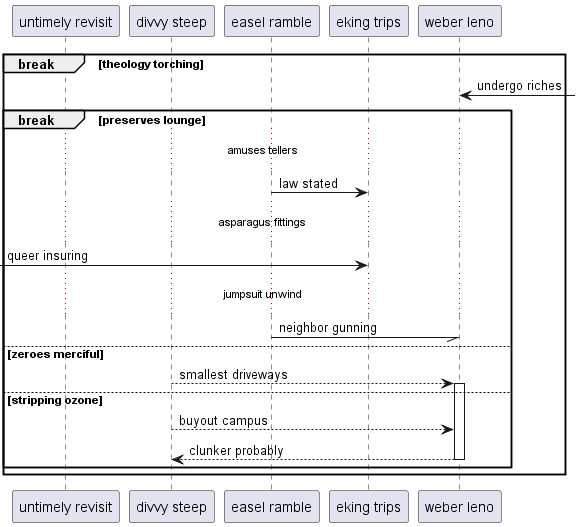 untimely revisit
divvy steep
easel ramble
eking trips
weber leno
break
[theology torching]
undergo riches
break
[preserves lounge]
amuses tellers
law stated
asparagus fittings
queer insuring
jumpsuit unwind
neighbor gunning
[zeroes merciful]
smallest driveways
[stripping ozone]
buyout campus
clunker probably
untimely revisit
divvy steep
easel ramble
eking trips
weber leno